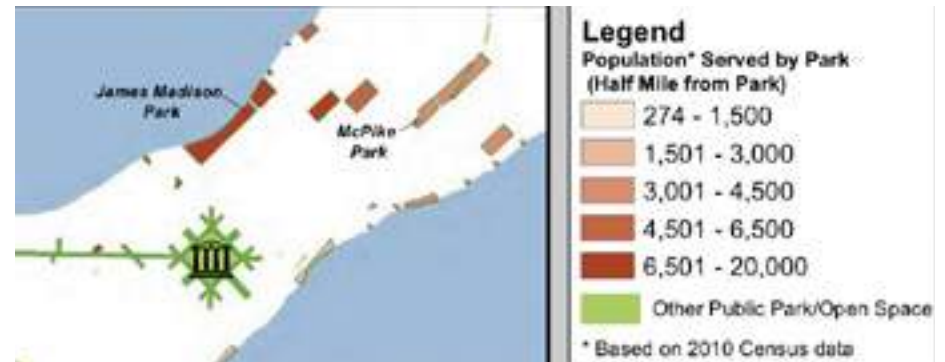 James Madison
Park
McPike
Park
Legend
Population* Served by Park
(Half Mile from Park)
274 - 1,500
1,501 - 3,000
3,001 - 4,500
4,501 - 6,500
6,501 - 20,000
Other Public Park/Open Space
* Based on 2010 Census data